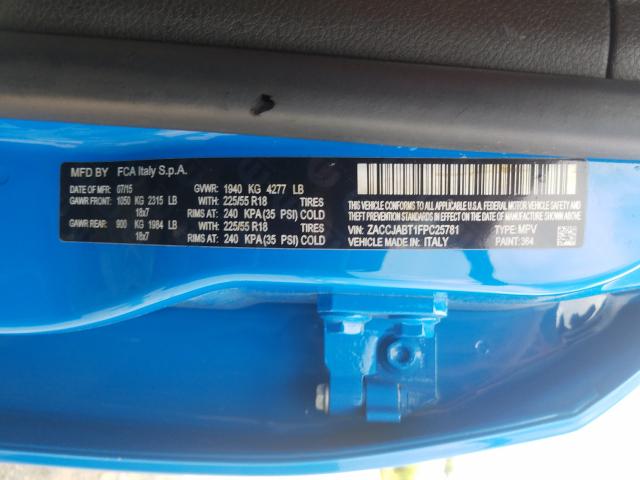 MFD BY FCA Italy S.p.A.
DATE OF MFR: 07/15 GVWR: 1940 KG 4277 LB
GAWR FRONT: 1050 KG 2315 LB 225/55 R18 TIRES
18x7 RIMS AT: 240 KPA (35 PSI) COLD
GAWR REAR: 900 KG 1984 LB 225/55 R18 TIRES
18x7 RIMS AT: 240 KPA (35 PSI) COLD
THIS VEHICLE CONFORMS TO ALL APPLICABLE U.S.A. FEDERAL MOTOR VEHICLE SAFETY,
BUMPER AND THEFT PREVENTION STANDARDS IN EFFECT ON THE DATE OF MANUFACTURE SHOWN ABOVE.
VIN: ZACCJABT1FPC25781 TYPE: MPV
VEHICLE MADE IN: ITALY PAINT: 364